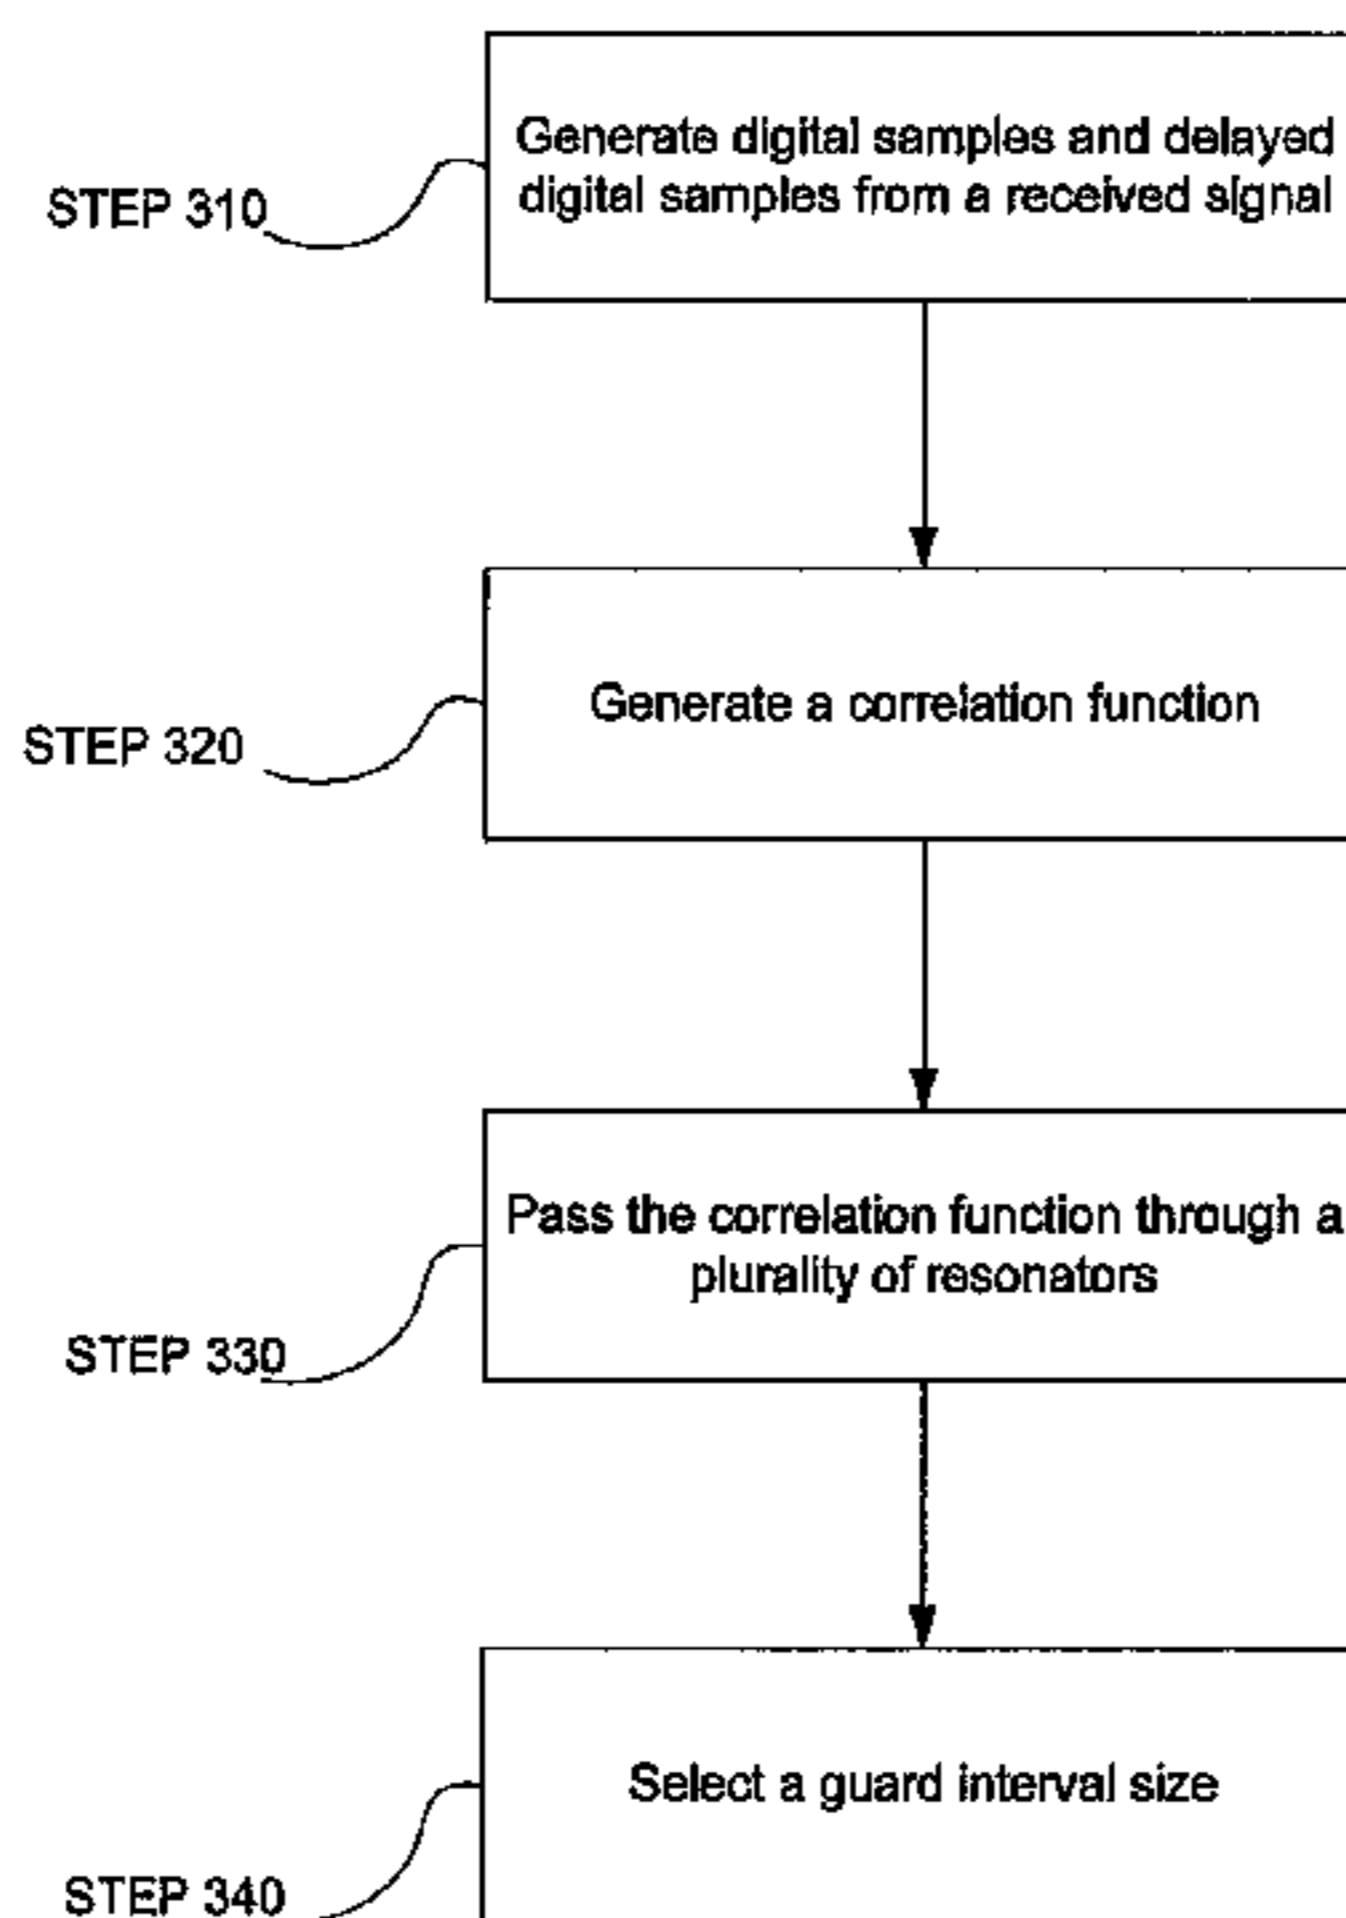 Generate digital samples and delayed
digital samples from a received signal
STEP 310
Generate a correlation function
STEP 320
Pass the correlation function through a
plurality of resonators
STEP 330
Select a guard interval size
STEP 340